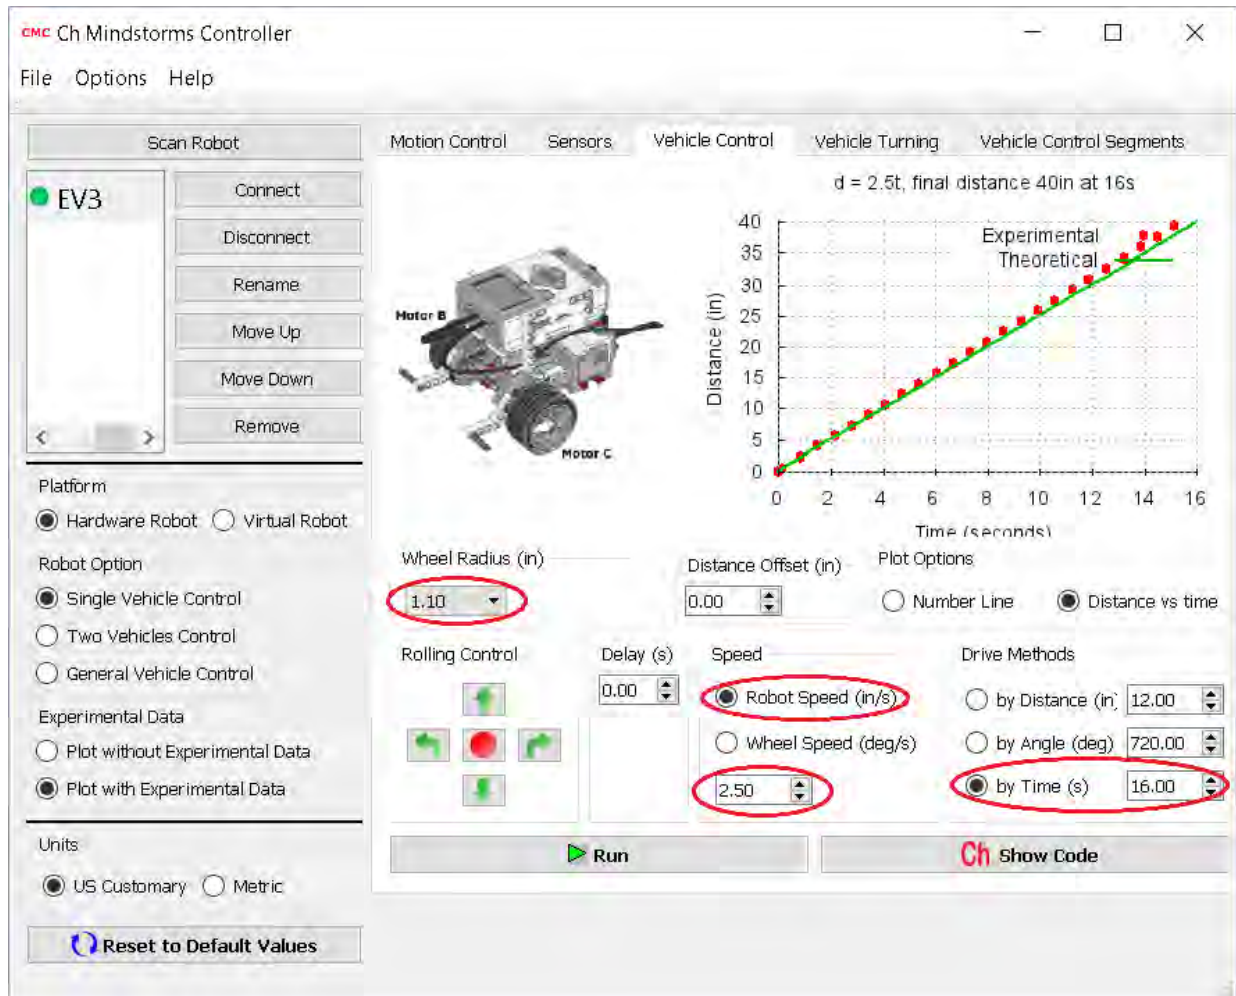 CMC Ch Mindstorms Controller
File Options Help
Scan Robot
EV3
Connect
Disconnect
Rename
Move Up
Move Down
Remove
Platform
Hardware Robot Virtual Robot
Robot Option
Single Vehicle Control
Two Vehicles Control
General Vehicle Control
Experimental Data
Plot without Experimental Data
Plot with Experimental Data
Units
US Customary Metric
Reset to Default Values
Motion Control Sensors Vehicle Control Vehicle Turning Vehicle Control Segments
Motor B
Motor C
d = 2.5t, final distance 40in at 16s
Experimental
Theoretical
Distance (in)
40
35
30
25
20
15
10
5
0
0 2 4 6 8 10 12 14 16
Time (seconds)
Wheel Radius (in)
1.10
Distance Offset (in)
0.00
Plot Options
Number Line Distance vs time
Rolling Control
Delay (s)
0.00
Speed
Robot Speed (in/s)
Wheel Speed (deg/s)
2.50
Drive Methods
by Distance (in) 12.00
by Angle (deg) 720.00
by Time (s) 16.00
Run
Ch Show Code